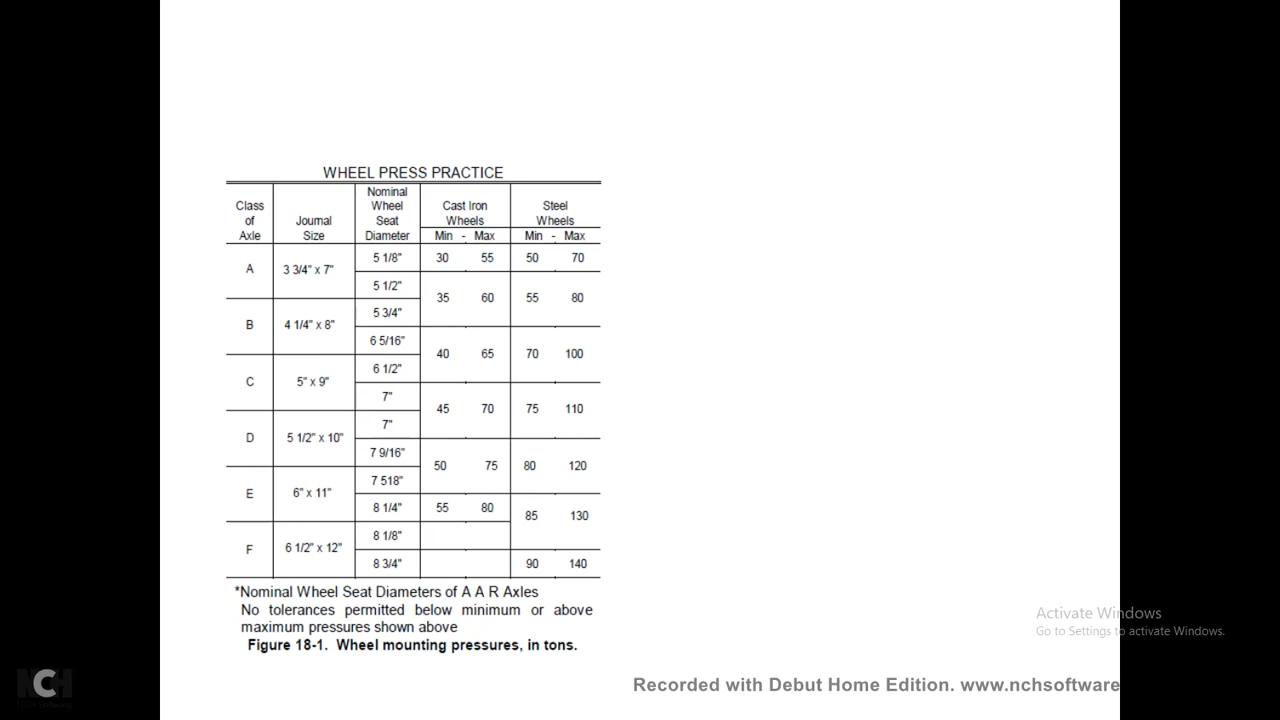 WHEEL PRESS PRACTICE
Class of Axle Journal Size Nominal Wheel Seat Diameter Cast Iron Wheels Steel Wheels
Min - Max Min - Max
A 3 3/4" x 7" 5 1/8" 30 55 50 70
5 1/2" 35 60 55 80
B 4 1/4" x 8" 5 3/4"
6 5/16" 40 65 70 100
C 5" x 9" 6 1/2"
7" 45 70 75 110
D 5 1/2" x 10" 7"
7 9/16" 50 75 80 120
E 6" x 11" 7 518"
8 1/4" 55 80 85 130
F 6 1/2" x 12" 8 1/8"
8 3/4" 90 140
*Nominal Wheel Seat Diameters of A A R Axles
No tolerances permitted below minimum or above
maximum pressures shown above
Figure 18-1. Wheel mounting pressures, in tons.
Activate Windows
Go to Settings to activate Windows.
NCH
Recorded with Debut Home Edition. www.nchsoftware